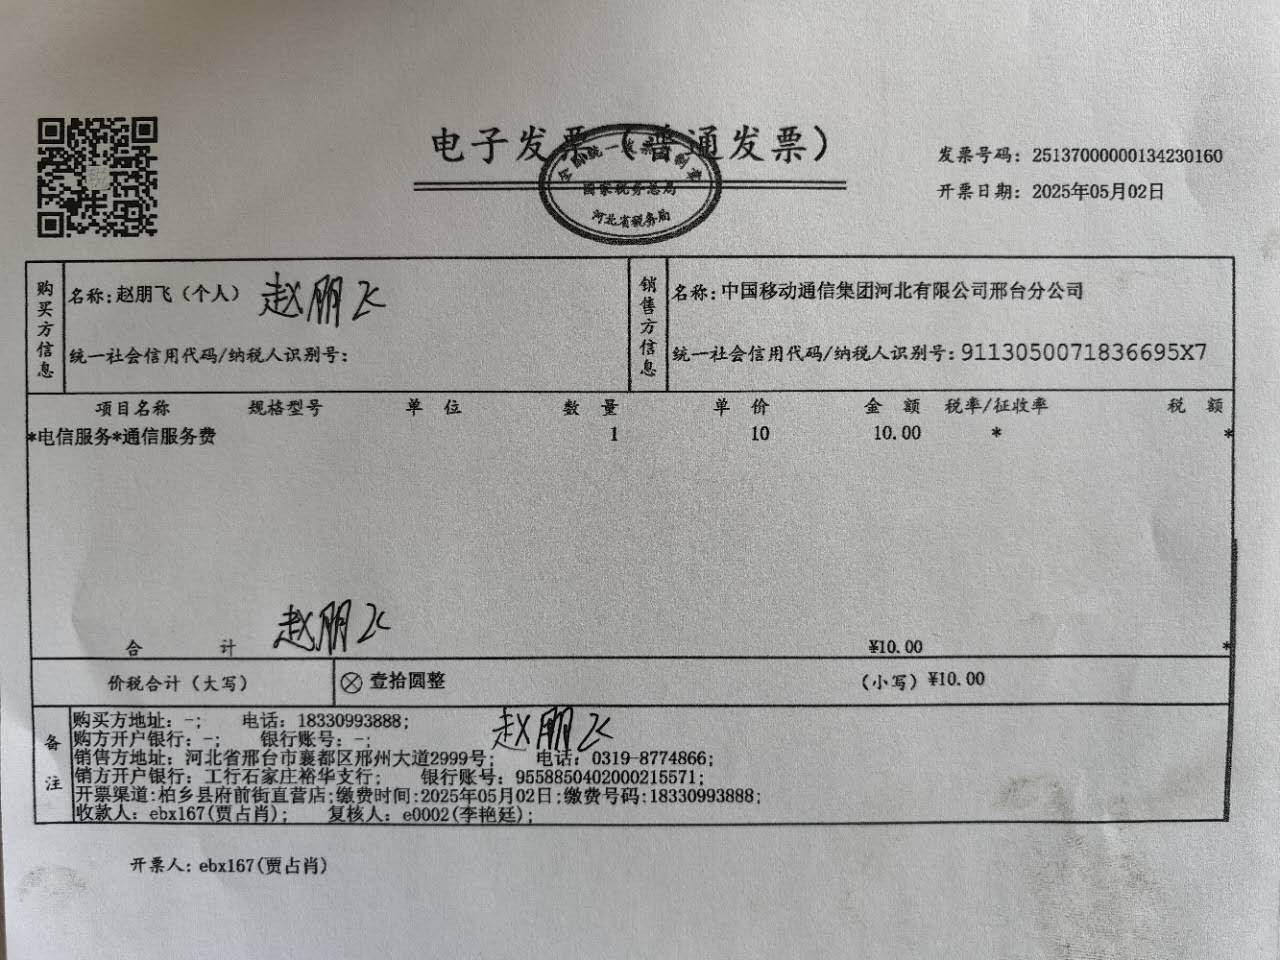 电子发票（普通发票）
全国统一发票监制章
国家税务总局
河北省税务局
发票号码：25137000000134230160
开票日期：2025年05月02日
购买方信息
名称：赵朋飞（个人） 赵朋飞
统一社会信用代码/纳税人识别号：
销售方信息
名称：中国移动通信集团河北有限公司邢台分公司
统一社会信用代码/纳税人识别号：9113050071836695X7
项目名称 规格型号 单 位 数 量 单 价 金 额 税率/征收率 税 额
*电信服务*通信服务费 1 10 10.00 * *
赵朋飞
合 计 ¥10.00 *
价税合计（大写） ⊗ 壹拾圆整 （小写）¥10.00
备注
购买方地址：-; 电话：18330993888; 赵朋飞
购方开户银行：-; 银行账号：-;
销售方地址：河北省邢台市襄都区邢州大道2999号; 电话：0319-8774866;
销方开户银行：工行石家庄裕华支行; 银行账号：9558850402000215571;
开票渠道:柏乡县府前街直营店;缴费时间:2025年05月02日;缴费号码:18330993888;
收款人：ebx167(贾占肖); 复核人：e0002(李艳廷);
开票人：ebx167(贾占肖)